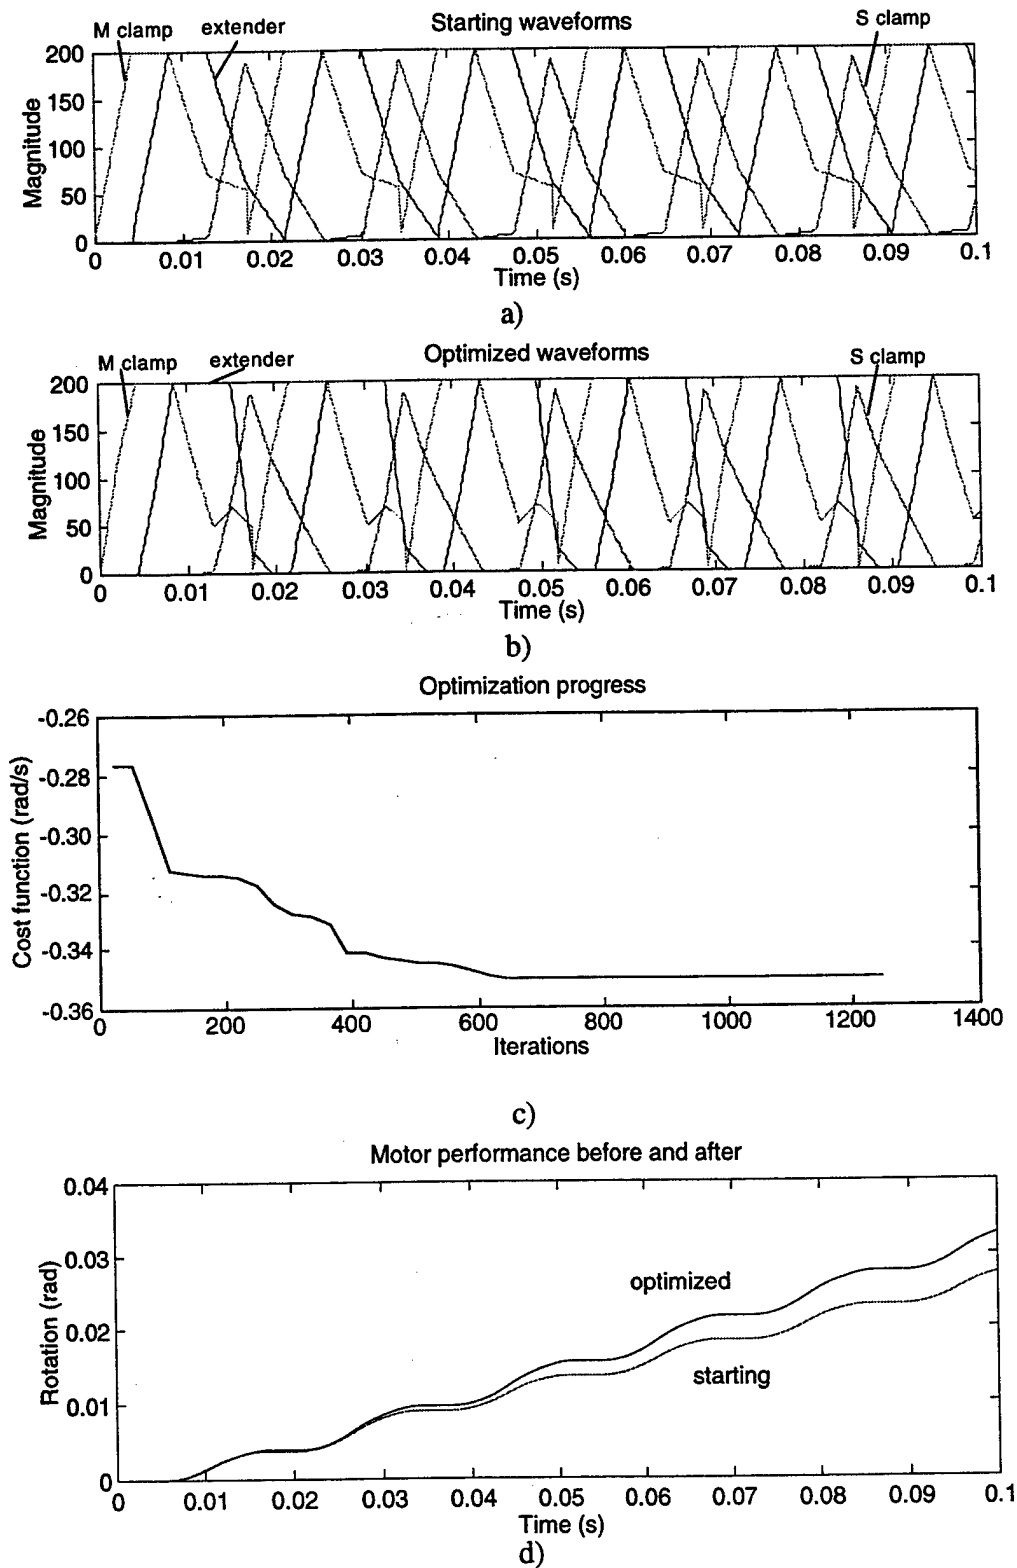 Starting waveforms
M clamp
extender
S clamp
200
150
100
50
0
Magnitude
0 0.01 0.02 0.03 0.04 0.05 0.06 0.07 0.08 0.09 0.1
Time (s)
a)
Optimized waveforms
M clamp
extender
S clamp
200
150
100
50
0
Magnitude
0 0.01 0.02 0.03 0.04 0.05 0.06 0.07 0.08 0.09 0.1
Time (s)
b)
Optimization progress
-0.26
-0.28
-0.30
-0.32
-0.34
-0.36
Cost function (rad/s)
0 200 400 600 800 1000 1200 1400
Iterations
c)
Motor performance before and after
0.04
0.03
0.02
0.01
0
Rotation (rad)
optimized
starting
0 0.01 0.02 0.03 0.04 0.05 0.06 0.07 0.08 0.09 0.1
Time (s)
d)